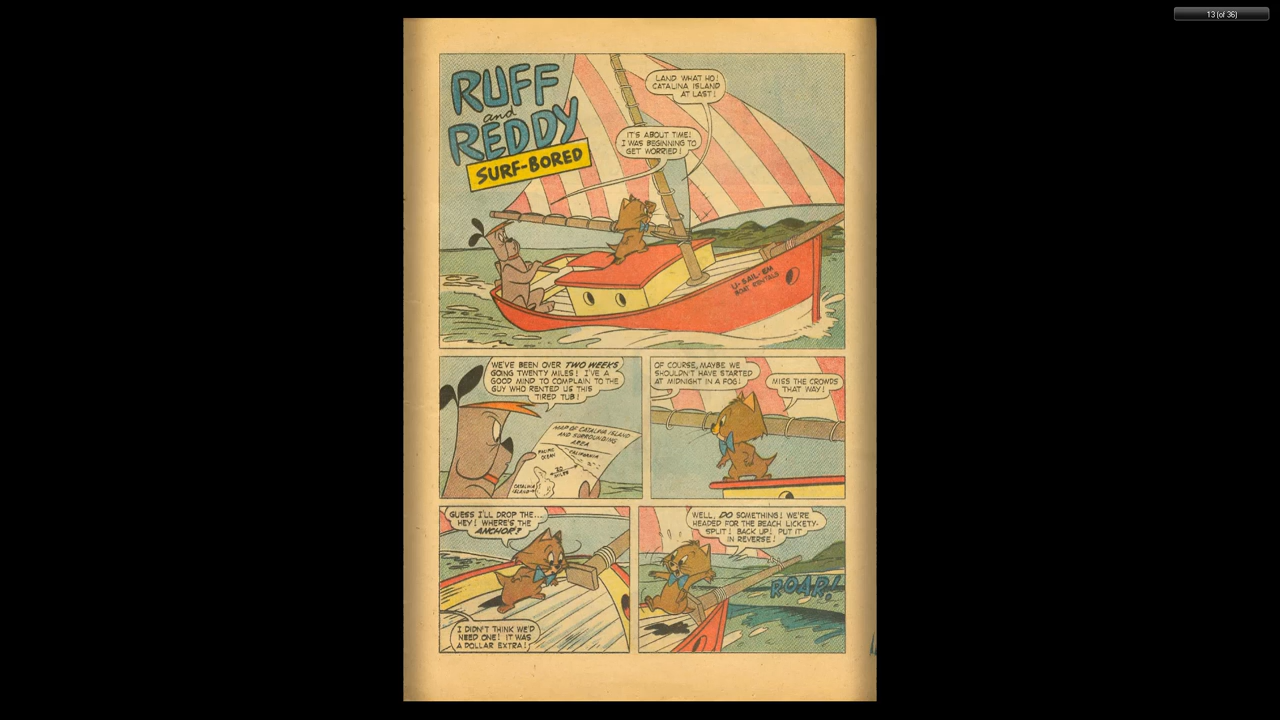 13 (of 36)
RUFF
and
REDDY
SURF-BORED
LAND WHAT HO!
CATALINA ISLAND
AT LAST!
IT'S ABOUT TIME!
I WAS BEGINNING TO
GET WORRIED!
U-SAIL-EM
BOAT RENTALS
WE'VE BEEN OVER TWO WEEKS
GOING TWENTY MILES! I'VE A
GOOD MIND TO COMPLAIN TO THE
GUY WHO RENTED US THIS
TIRED TUB!
MAP OF CATALINA ISLAND
AND SURROUNDING
AREA
PACIFIC
OCEAN
CALIFORNIA
20
MILES
CATALINA
ISLAND
OF COURSE, MAYBE WE
SHOULDN'T HAVE STARTED
AT MIDNIGHT IN A FOG!
MISS THE CROWDS
THAT WAY!
GUESS I'LL DROP THE...
HEY! WHERE'S THE
ANCHOR?
I DIDN'T THINK WE'D
NEED ONE! IT WAS
A DOLLAR EXTRA!
WELL, DO SOMETHING! WE'RE
HEADED FOR THE BEACH LICKETY-
SPLIT! BACK UP! PUT IT
IN REVERSE!
ROAR!